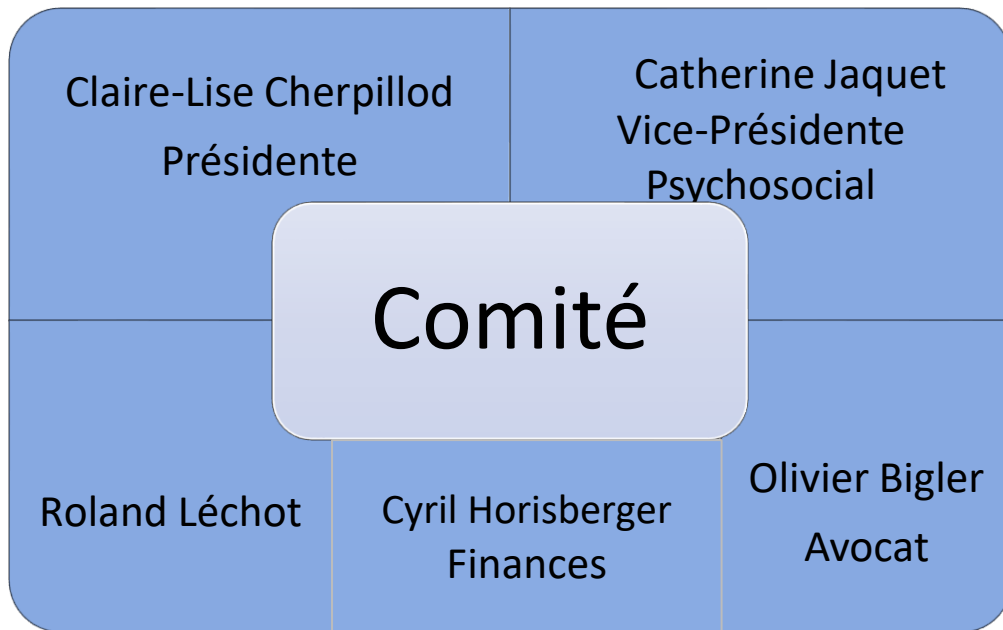 Claire-Lise Cherpillod
Présidente
Catherine Jaquet
Vice-Présidente
Psychosocial
Comité
Roland Léchot
Cyril Horisberger
Finances
Olivier Bigler
Avocat